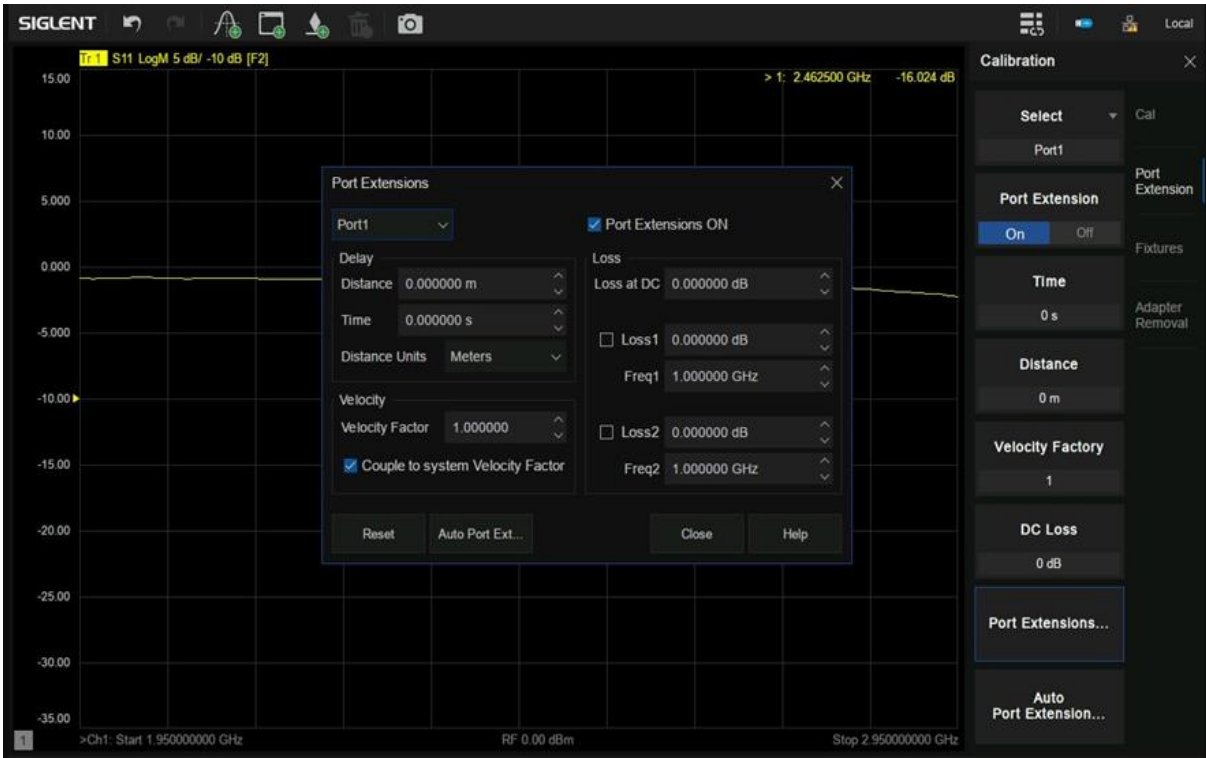 SIGLENT
Local
Tr 1 S11 LogM 5 dB/ -10 dB [F2]
> 1: 2.462500 GHz -16.024 dB
15.00
10.00
5.000
0.000
-5.000
-10.00
-15.00
-20.00
-25.00
-30.00
-35.00
1
>Ch1: Start 1.950000000 GHz
RF 0.00 dBm
Stop 2.950000000 GHz
Port Extensions
Port1
Port Extensions ON
Delay
Distance 0.000000 m
Time 0.000000 s
Distance Units Meters
Velocity
Velocity Factor 1.000000
Couple to system Velocity Factor
Loss
Loss at DC 0.000000 dB
Loss1 0.000000 dB
Freq1 1.000000 GHz
Loss2 0.000000 dB
Freq2 1.000000 GHz
Reset
Auto Port Ext...
Close
Help
Calibration
Select
Port1
Port Extension
On Off
Time
0 s
Distance
0 m
Velocity Factory
1
DC Loss
0 dB
Port Extensions...
Auto
Port Extension...
Cal
Port
Extension
Fixtures
Adapter
Removal